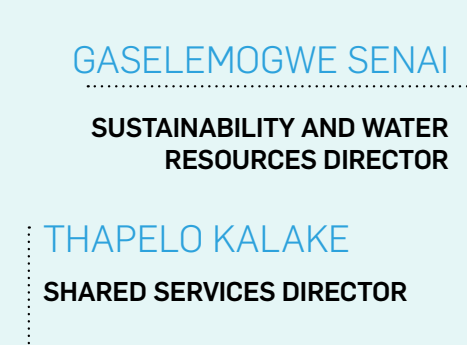 GASELEMOGWE SENAI
SUSTAINABILITY AND WATER
RESOURCES DIRECTOR
THAPELO KALAKE
SHARED SERVICES DIRECTOR